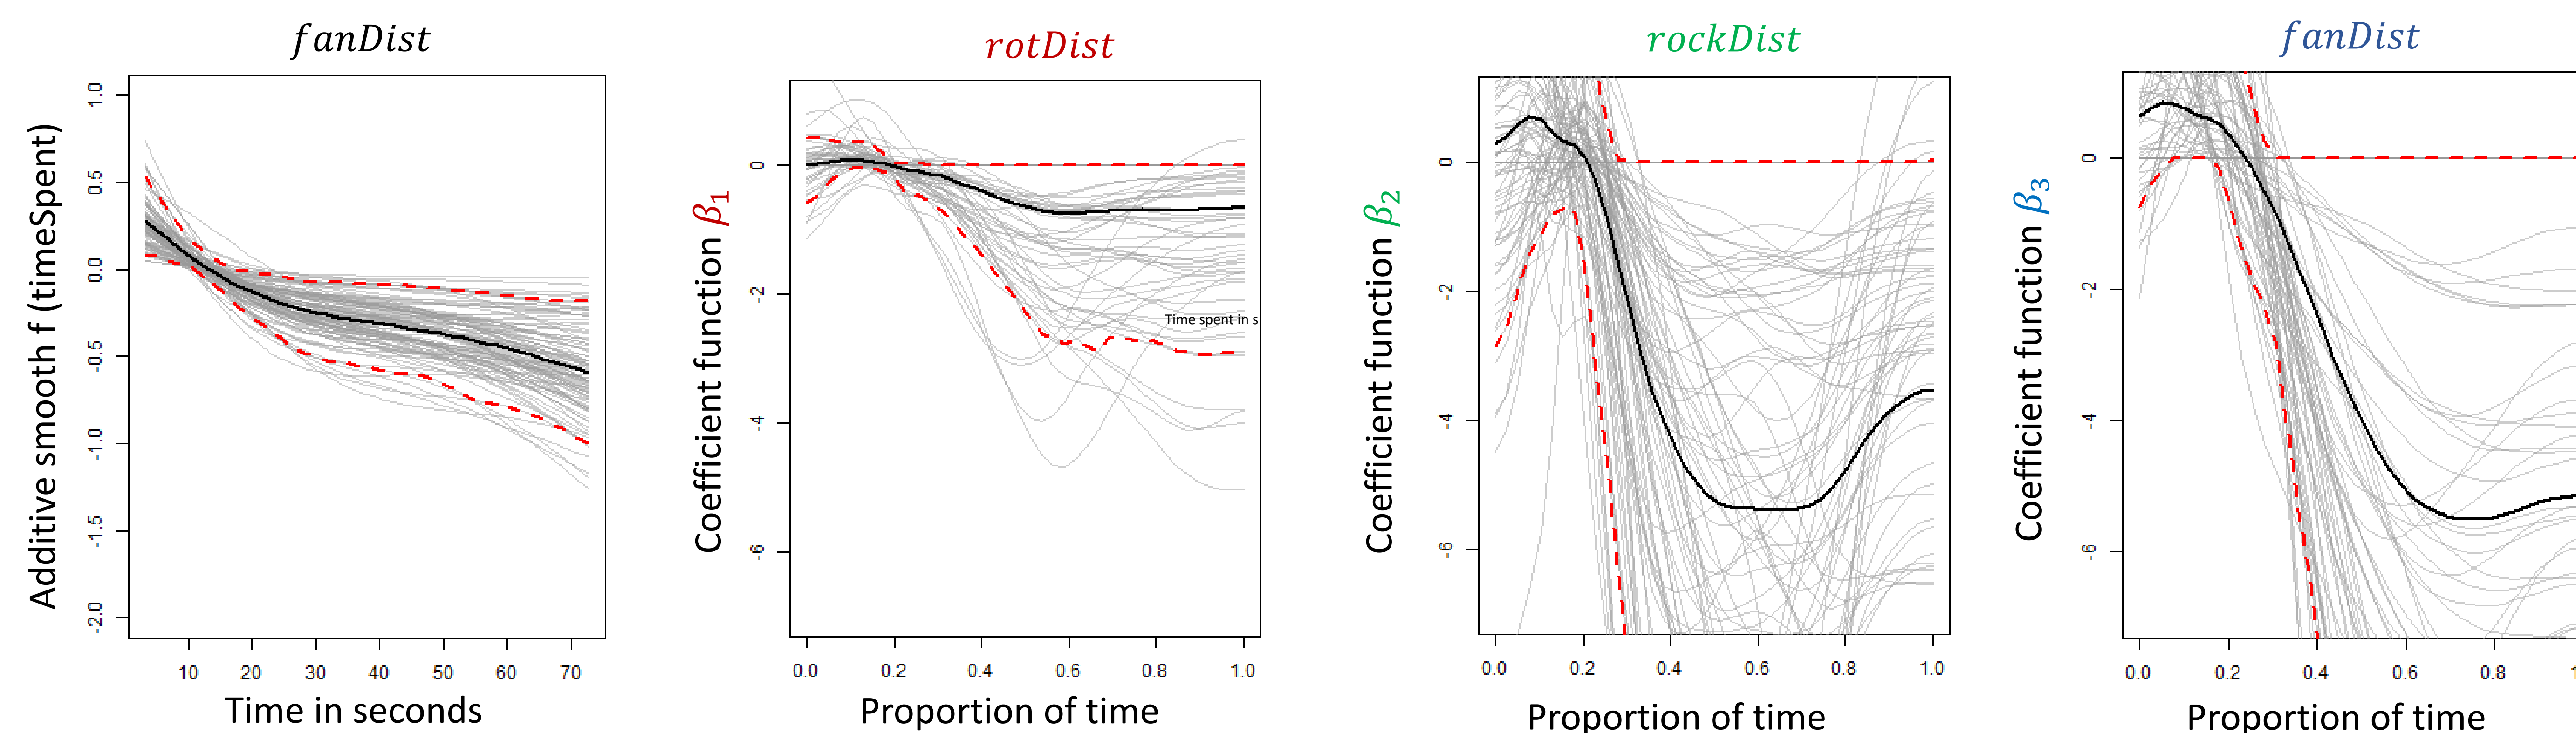 fanDist
Additive smooth f (timeSpent)
1.0
0.5
0.0
-0.5
-1.0
-1.5
-2.0
10 20 30 40 50 60 70
Time in seconds
rotDist
Coefficient function β1
0
-2
-4
-6
Time spent in s
0.0 0.2 0.4 0.6 0.8 1.0
Proportion of time
rockDist
Coefficient function β2
0
-2
-4
-6
0.0 0.2 0.4 0.6 0.8 1.0
Proportion of time
fanDist
Coefficient function β3
0
-2
-4
-6
0.0 0.2 0.4 0.6 0.8
Proportion of time